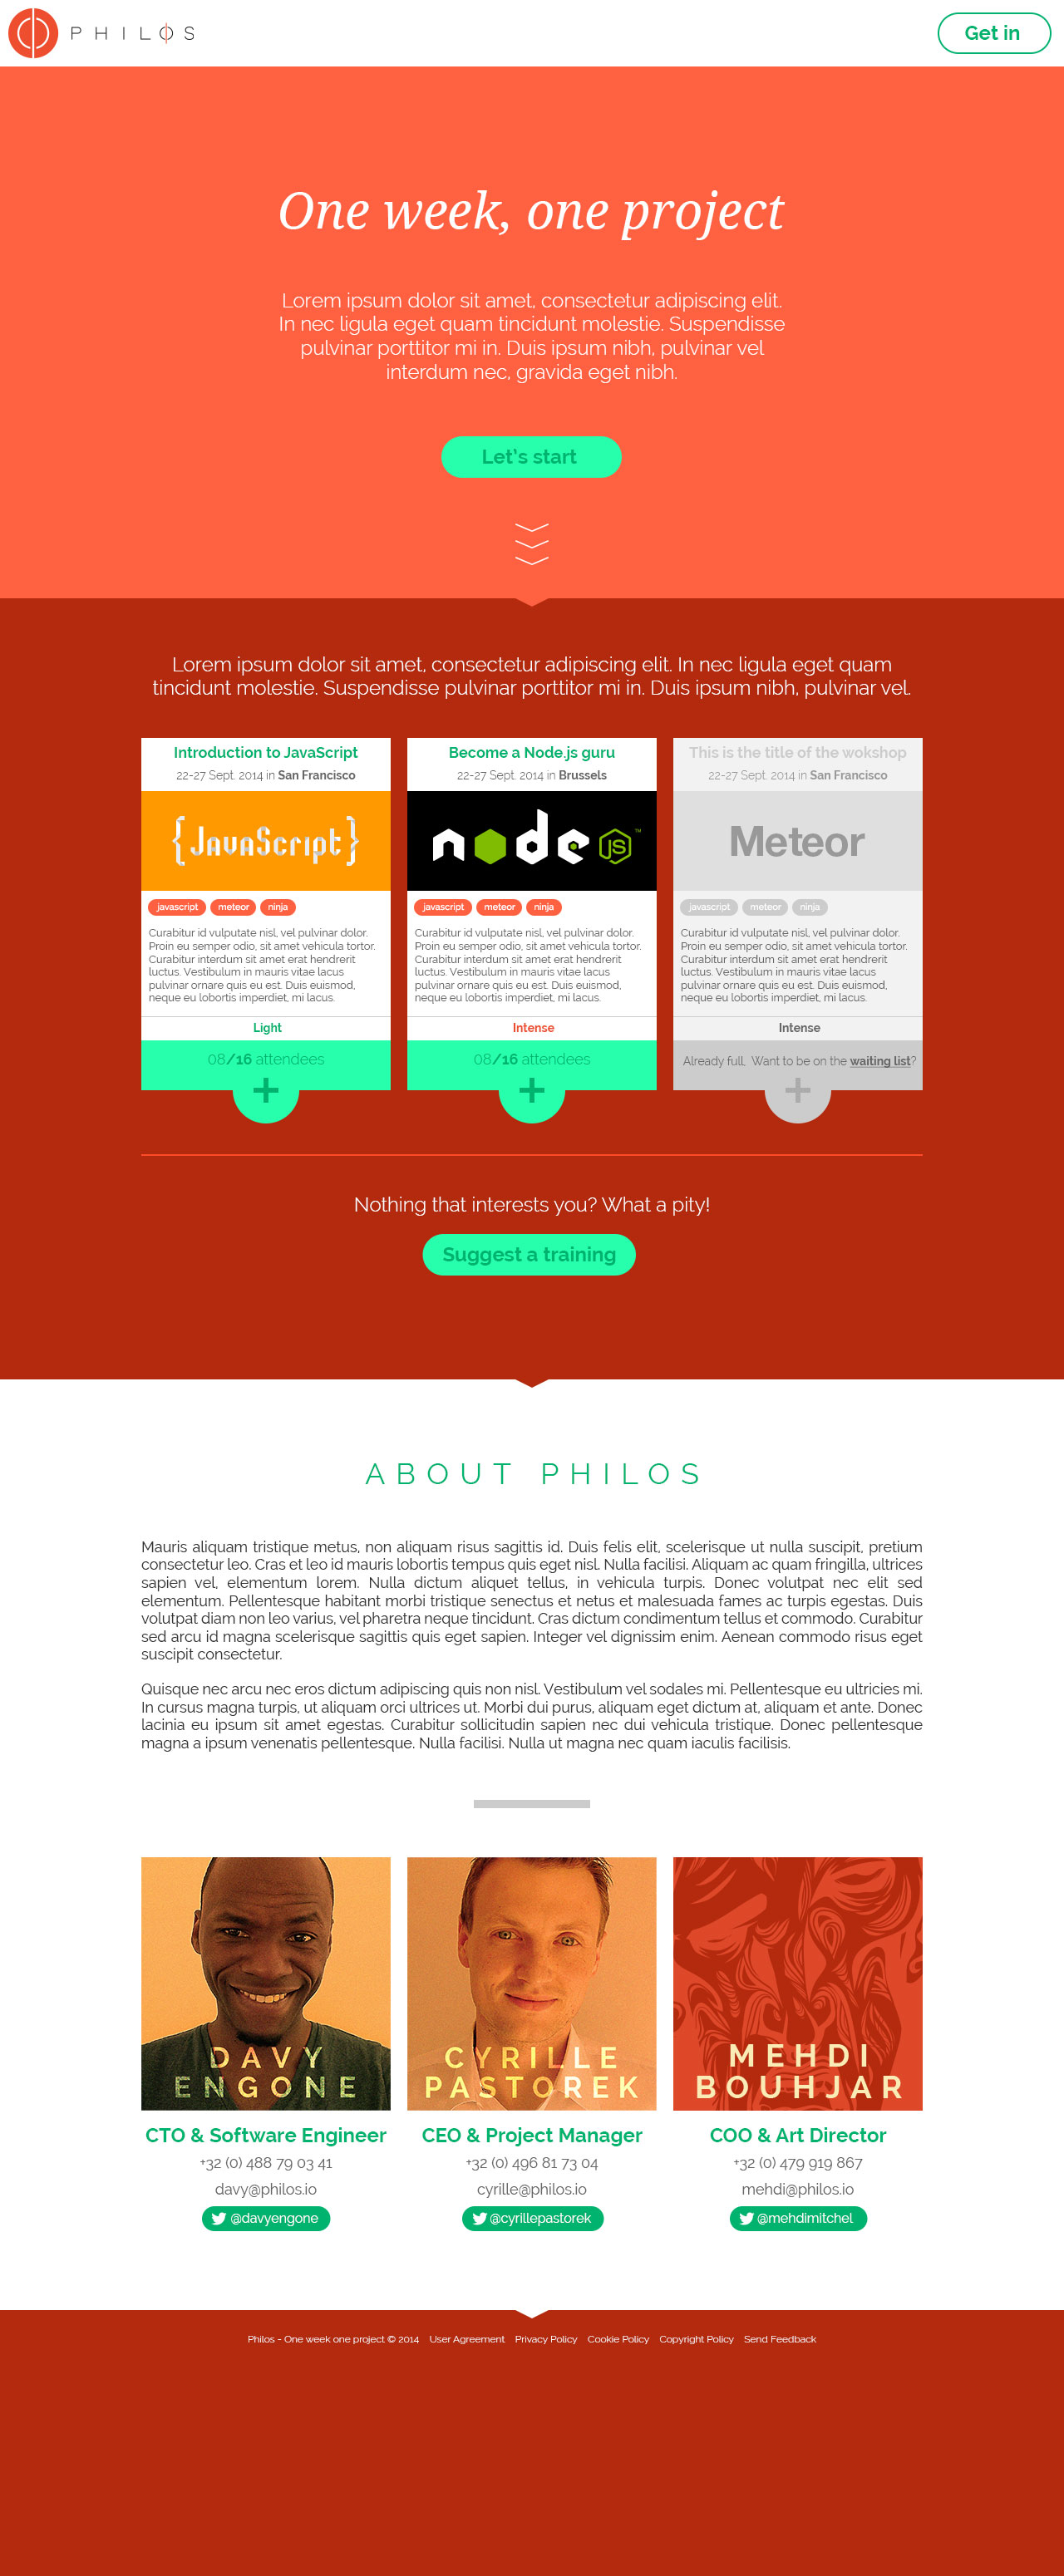 PHILOS
Get in
One week, one project
Lorem ipsum dolor sit amet, consectetur adipiscing elit.
In nec ligula eget quam tincidunt molestie. Suspendisse
pulvinar porttitor mi in. Duis ipsum nibh, pulvinar vel
interdum nec, gravida eget nibh.
Let's start
Lorem ipsum dolor sit amet, consectetur adipiscing elit. In nec ligula eget quam
tincidunt molestie. Suspendisse pulvinar porttitor mi in. Duis ipsum nibh, pulvinar vel.
Introduction to JavaScript
22-27 Sept. 2014 in San Francisco
{JavaScript}
javascript meteor ninja
Curabitur id vulputate nisl, vel pulvinar dolor.
Proin eu semper odio, sit amet vehicula tortor.
Curabitur interdum sit amet erat hendrerit
luctus. Vestibulum in mauris vitae lacus
pulvinar ornare quis eu est. Duis euismod,
neque eu lobortis imperdiet, mi lacus.
Light
08/16 attendees
+
Become a Node.js guru
22-27 Sept. 2014 in Brussels
node JS ™
javascript meteor ninja
Curabitur id vulputate nisl, vel pulvinar dolor.
Proin eu semper odio, sit amet vehicula tortor.
Curabitur interdum sit amet erat hendrerit
luctus. Vestibulum in mauris vitae lacus
pulvinar ornare quis eu est. Duis euismod,
neque eu lobortis imperdiet, mi lacus.
Intense
08/16 attendees
+
This is the title of the wokshop
22-27 Sept. 2014 in San Francisco
Meteor
javascript meteor ninja
Curabitur id vulputate nisl, vel pulvinar dolor.
Proin eu semper odio, sit amet vehicula tortor.
Curabitur interdum sit amet erat hendrerit
luctus. Vestibulum in mauris vitae lacus
pulvinar ornare quis eu est. Duis euismod,
neque eu lobortis imperdiet, mi lacus.
Intense
Already full, Want to be on the waiting list?
+
Nothing that interests you? What a pity!
Suggest a training
ABOUT PHILOS
Mauris aliquam tristique metus, non aliquam risus sagittis id. Duis felis elit, scelerisque ut nulla suscipit, pretium
consectetur leo. Cras et leo id mauris lobortis tempus quis eget nisl. Nulla facilisi. Aliquam ac quam fringilla, ultrices
sapien vel, elementum lorem. Nulla dictum aliquet tellus, in vehicula turpis. Donec volutpat nec elit sed
elementum. Pellentesque habitant morbi tristique senectus et netus et malesuada fames ac turpis egestas. Duis
volutpat diam non leo varius, vel pharetra neque tincidunt. Cras dictum condimentum tellus et commodo. Curabitur
sed arcu id magna scelerisque sagittis quis eget sapien. Integer vel dignissim enim. Aenean commodo risus eget
suscipit consectetur.
Quisque nec arcu nec eros dictum adipiscing quis non nisl. Vestibulum vel sodales mi. Pellentesque eu ultricies mi.
In cursus magna turpis, ut aliquam orci ultrices ut. Morbi dui purus, aliquam eget dictum at, aliquam et ante. Donec
lacinia eu ipsum sit amet egestas. Curabitur sollicitudin sapien nec dui vehicula tristique. Donec pellentesque
magna a ipsum venenatis pellentesque. Nulla facilisi. Nulla ut magna nec quam iaculis facilisis.
DAVY
ENGONE
CTO & Software Engineer
+32 (0) 488 79 03 41
davy@philos.io
@davyengone
CYRILLE
PASTOREK
CEO & Project Manager
+32 (0) 496 81 73 04
cyrille@philos.io
@cyrillepastorek
MEHDI
BOUHJAR
COO & Art Director
+32 (0) 479 919 867
mehdi@philos.io
@mehdimitchel
Philos - One week one project © 2014 User Agreement Privacy Policy Cookie Policy Copyright Policy Send Feedback